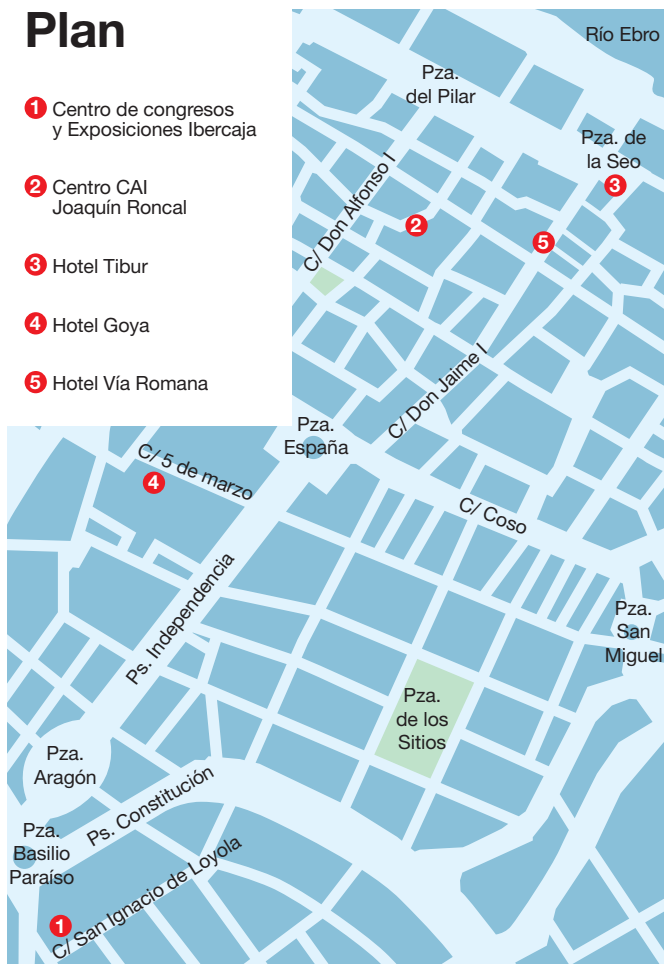 Plan
1 Centro de congresos
y Exposiciones Ibercaja
2 Centro CAI
Joaquín Roncal
3 Hotel Tibur
4 Hotel Goya
5 Hotel Vía Romana
Río Ebro
Pza.
del Pilar
Pza. de
la Seo
3
2
5
C/ Don Alfonso I
C/ Don Jaime I
Pza.
España
C/ 5 de marzo
4
C/ Coso
Ps. Independencia
Pza.
San
Miguel
Pza.
de los
Sitios
Pza.
Aragón
Ps. Constitución
Pza.
Basilio
Paraíso
C/ San Ignacio de Loyola
1